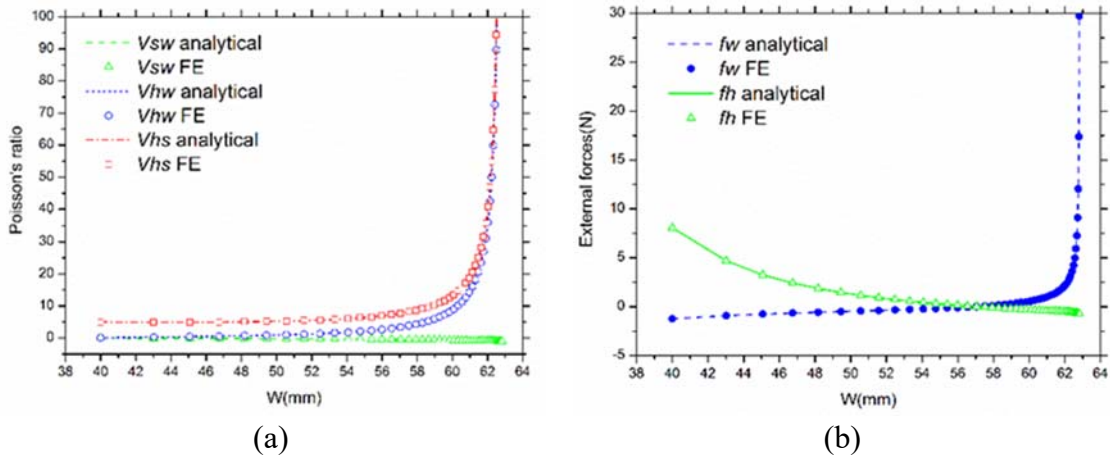 100
90
80
70
60
50
40
30
20
10
0
Poisson's ratio
Vsw analytical
Vsw FE
Vhw analytical
Vhw FE
Vhs analytical
Vhs FE
38 40 42 44 46 48 50 52 54 56 58 60 62 64
W(mm)
(a)
30
25
20
15
10
5
0
-5
External forces(N)
fw analytical
fw FE
fh analytical
fh FE
38 40 42 44 46 48 50 52 54 56 58 60 62 64
W(mm)
(b)